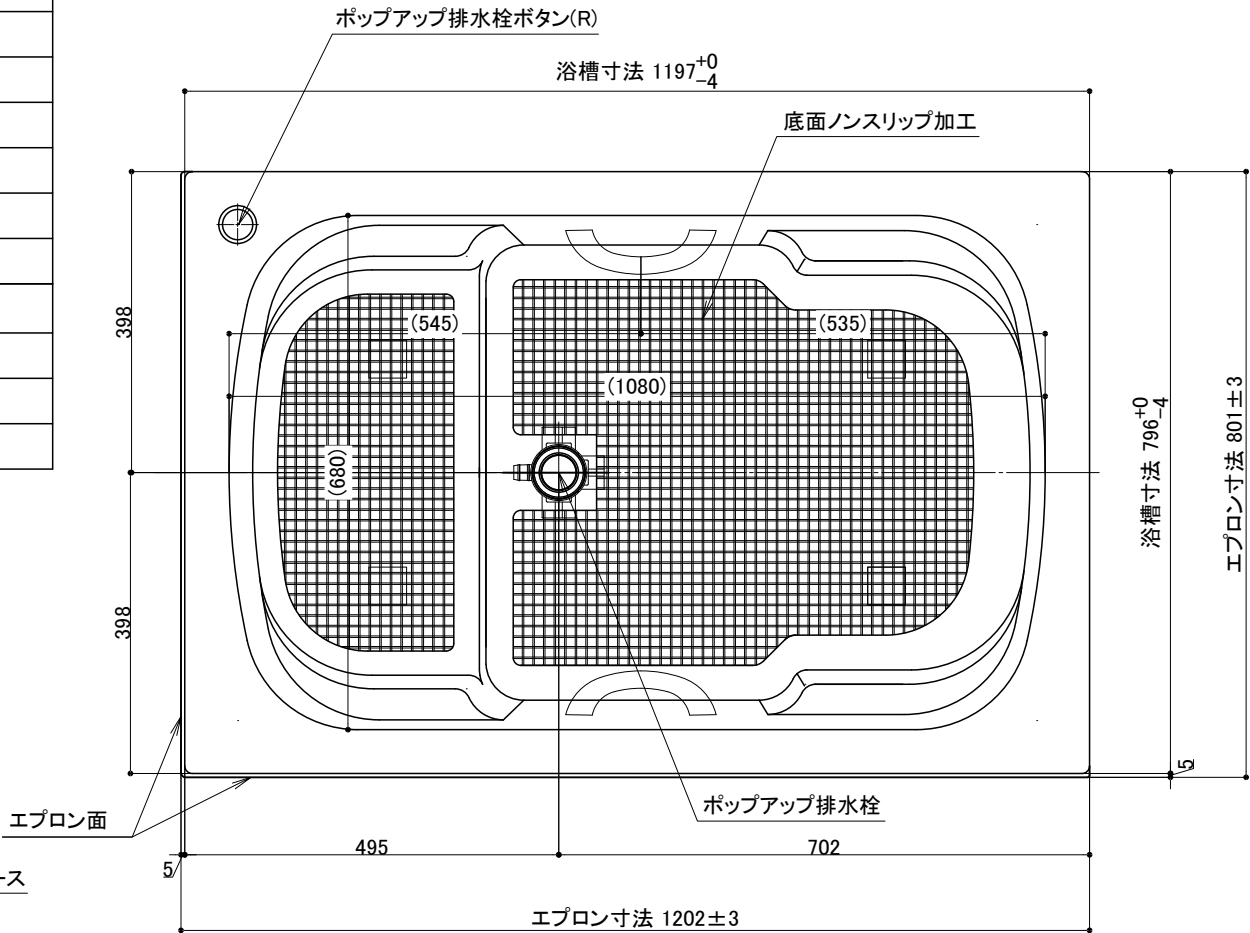 ポップアップ排水栓ボタン(R)
浴槽寸法 1197+0 -4
底面ノンスリップ加工
398
(545)
(535)
(1080)
(680)
浴槽寸法 796+0 -4
エプロン寸法 801±3
398
5
ポップアップ排水栓
エプロン面
495
702
5
ース
エプロン寸法 1202±3